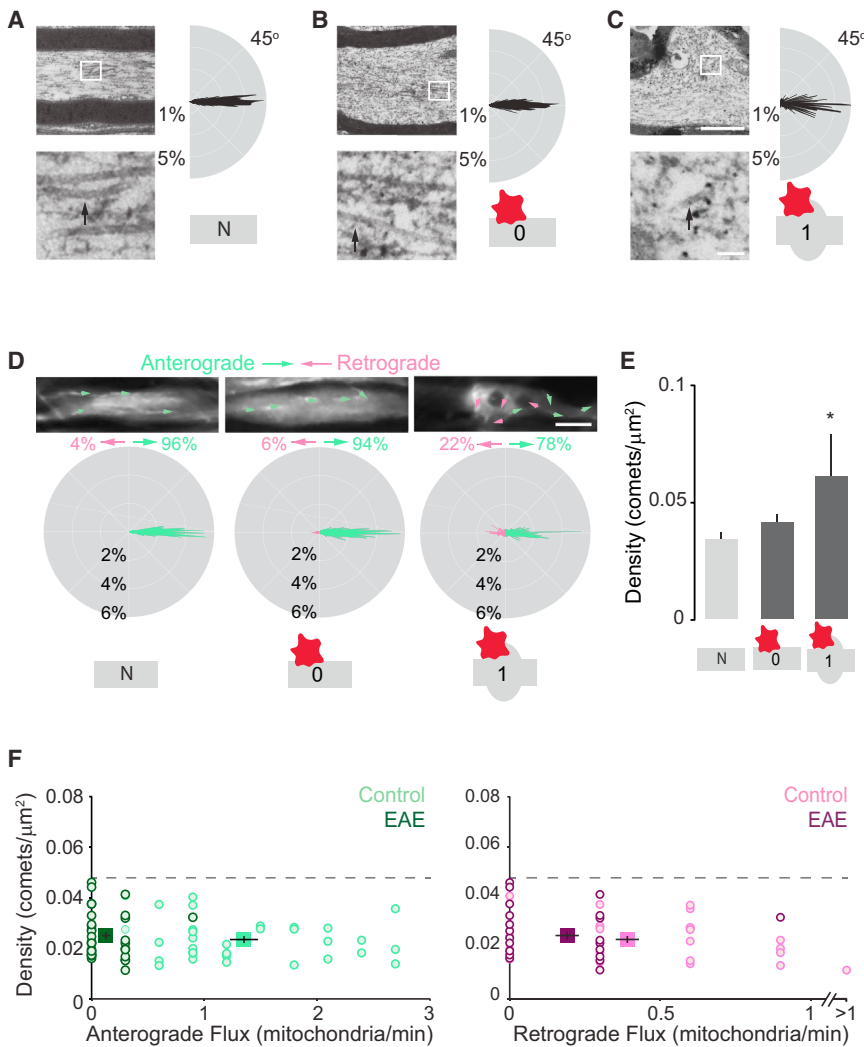 A
45o
1%
5%
N
B
45o
1%
5%
0
C
45o
1%
5%
1
D
Anterograde
Retrograde
4% 96%
6% 94%
22% 78%
2%
4%
6%
2%
4%
6%
2%
4%
6%
N
0
1
E
Density (comets/μm2)
0.1
0.05
0
*
N
0
1
F
Density (comets/μm2)
0.08
0.06
0.04
0.02
0
Control
EAE
0 1 2 3
Anterograde Flux (mitochondria/min)
0.08
0.06
0.04
0.02
0
Control
EAE
0 0.5 1 >1
Retrograde Flux (mitochondria/min)